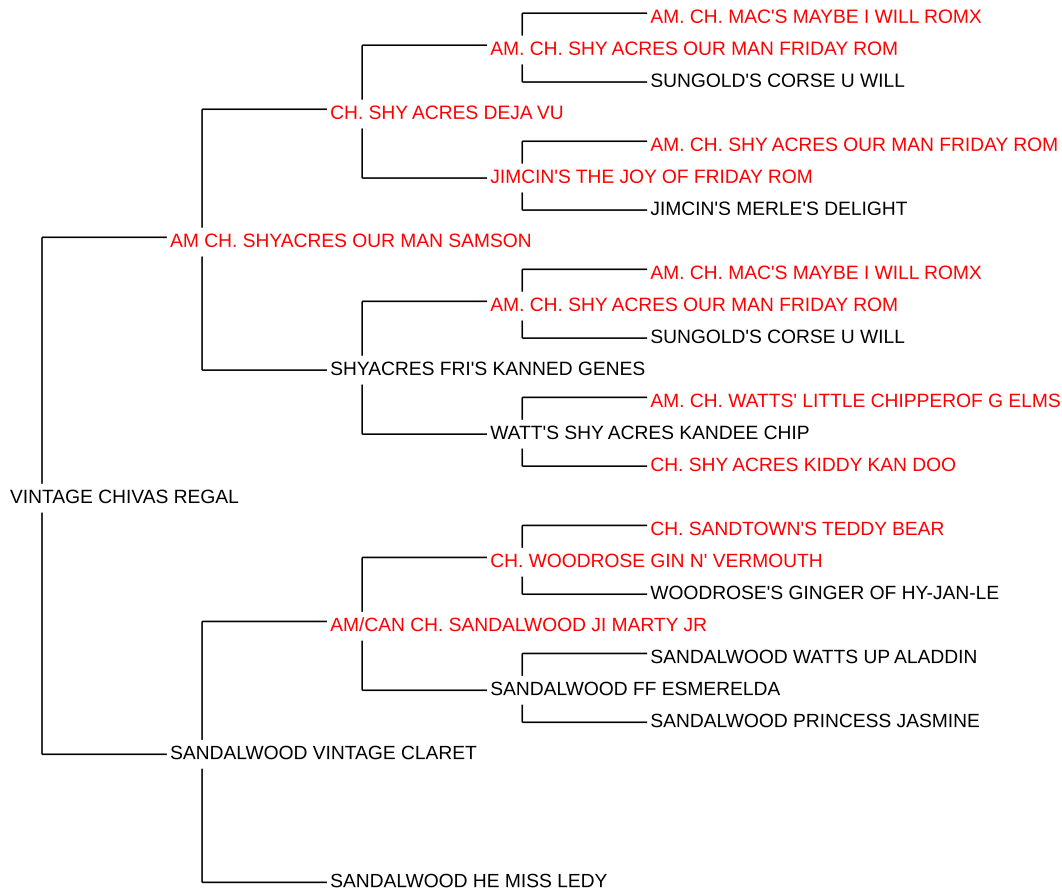 AM. CH. MAC'S MAYBE I WILL ROMX
AM. CH. SHY ACRES OUR MAN FRIDAY ROM
SUNGOLD'S CORSE U WILL
CH. SHY ACRES DEJA VU
AM. CH. SHY ACRES OUR MAN FRIDAY ROM
JIMCIN'S THE JOY OF FRIDAY ROM
JIMCIN'S MERLE'S DELIGHT
AM CH. SHYACRES OUR MAN SAMSON
AM. CH. MAC'S MAYBE I WILL ROMX
AM. CH. SHY ACRES OUR MAN FRIDAY ROM
SUNGOLD'S CORSE U WILL
SHYACRES FRI'S KANNED GENES
AM. CH. WATTS' LITTLE CHIPPEROF G ELMS
WATT'S SHY ACRES KANDEE CHIP
CH. SHY ACRES KIDDY KAN DOO
VINTAGE CHIVAS REGAL
CH. SANDTOWN'S TEDDY BEAR
CH. WOODROSE GIN N' VERMOUTH
WOODROSE'S GINGER OF HY-JAN-LE
AM/CAN CH. SANDALWOOD JI MARTY JR
SANDALWOOD WATTS UP ALADDIN
SANDALWOOD FF ESMERELDA
SANDALWOOD PRINCESS JASMINE
SANDALWOOD VINTAGE CLARET
SANDALWOOD HE MISS LEDY